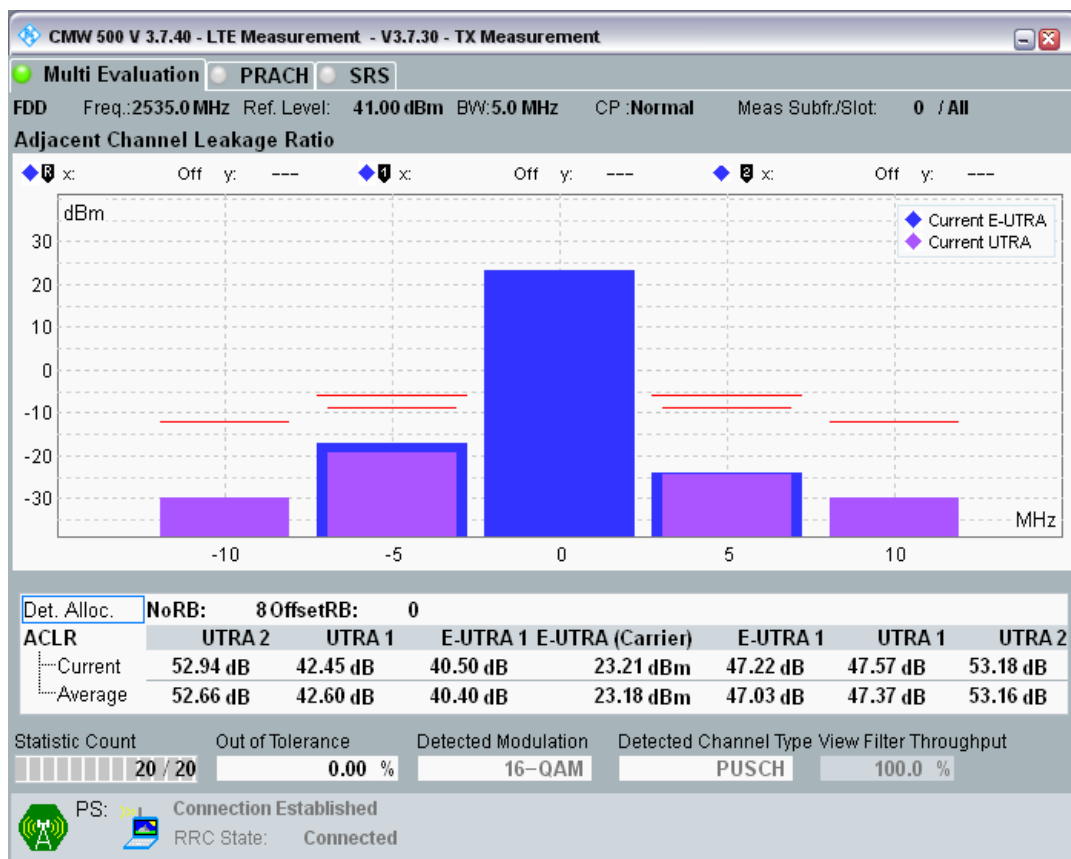 CMW 500 V 3.7.40 - LTE Measurement - V3.7.30 - TX Measurement
Multi Evaluation PRACH SRS
FDD Freq.:2535.0 MHz Ref. Level: 41.00 dBm BW:5.0 MHz CP :Normal Meas Subfr./Slot: 0 / All
Adjacent Channel Leakage Ratio
R x: Off y: --- 1 x: Off y: --- 2 x: Off y: ---
dBm
Current E-UTRA
Current UTRA
30
20
10
0
-10
-20
-30
MHz
-10 -5 0 5 10
Det. Alloc. NoRB: 8 OffsetRB: 0
ACLR UTRA 2 UTRA 1 E-UTRA 1 E-UTRA (Carrier) E-UTRA 1 UTRA 1 UTRA 2
Current 52.94 dB 42.45 dB 40.50 dB 23.21 dBm 47.22 dB 47.57 dB 53.18 dB
Average 52.66 dB 42.60 dB 40.40 dB 23.18 dBm 47.03 dB 47.37 dB 53.16 dB
Statistic Count Out of Tolerance Detected Modulation Detected Channel Type View Filter Throughput
20 / 20 0.00 % 16-QAM PUSCH 100.0 %
PS: Connection Established
RRC State: Connected